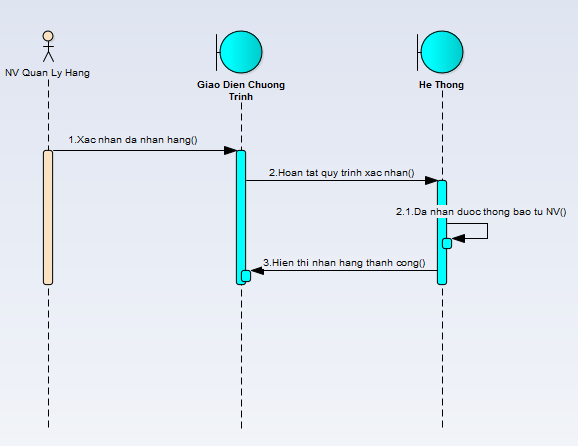 NV Quan Ly Hang
Giao Dien Chuong
Trinh
He Thong
1.Xac nhan da nhan hang()
2.Hoan tat quy trinh xac nhan()
2.1.Da nhan duoc thong bao tu NV()
3.Hien thi nhan hang thanh cong()